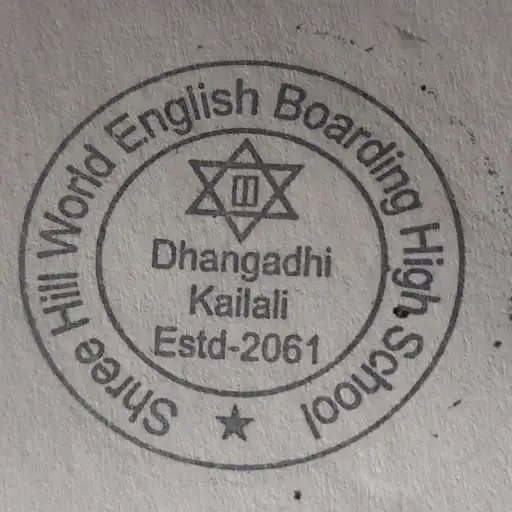 Shree Hill World English Boarding High School
Dhangadhi
Kailali
Estd-2061